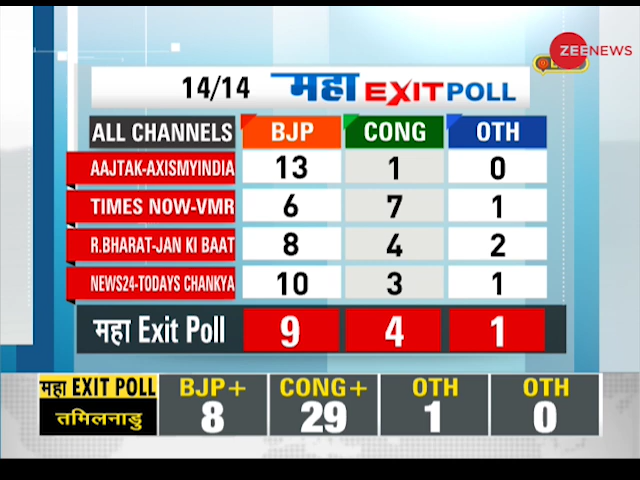 ZEENEWS
14/14 महा EXIT POLL
ALL CHANNELS BJP CONG OTH
AAJTAK-AXISMYINDIA 13 1 0
TIMES NOW-VMR 6 7 1
R.BHARAT-JAN KI BAAT 8 4 2
NEWS24-TODAYS CHANKYA 10 3 1
महा Exit Poll 9 4 1
महा EXIT POLL BJP+ CONG+ OTH OTH
तमिलनाडु 8 29 1 0